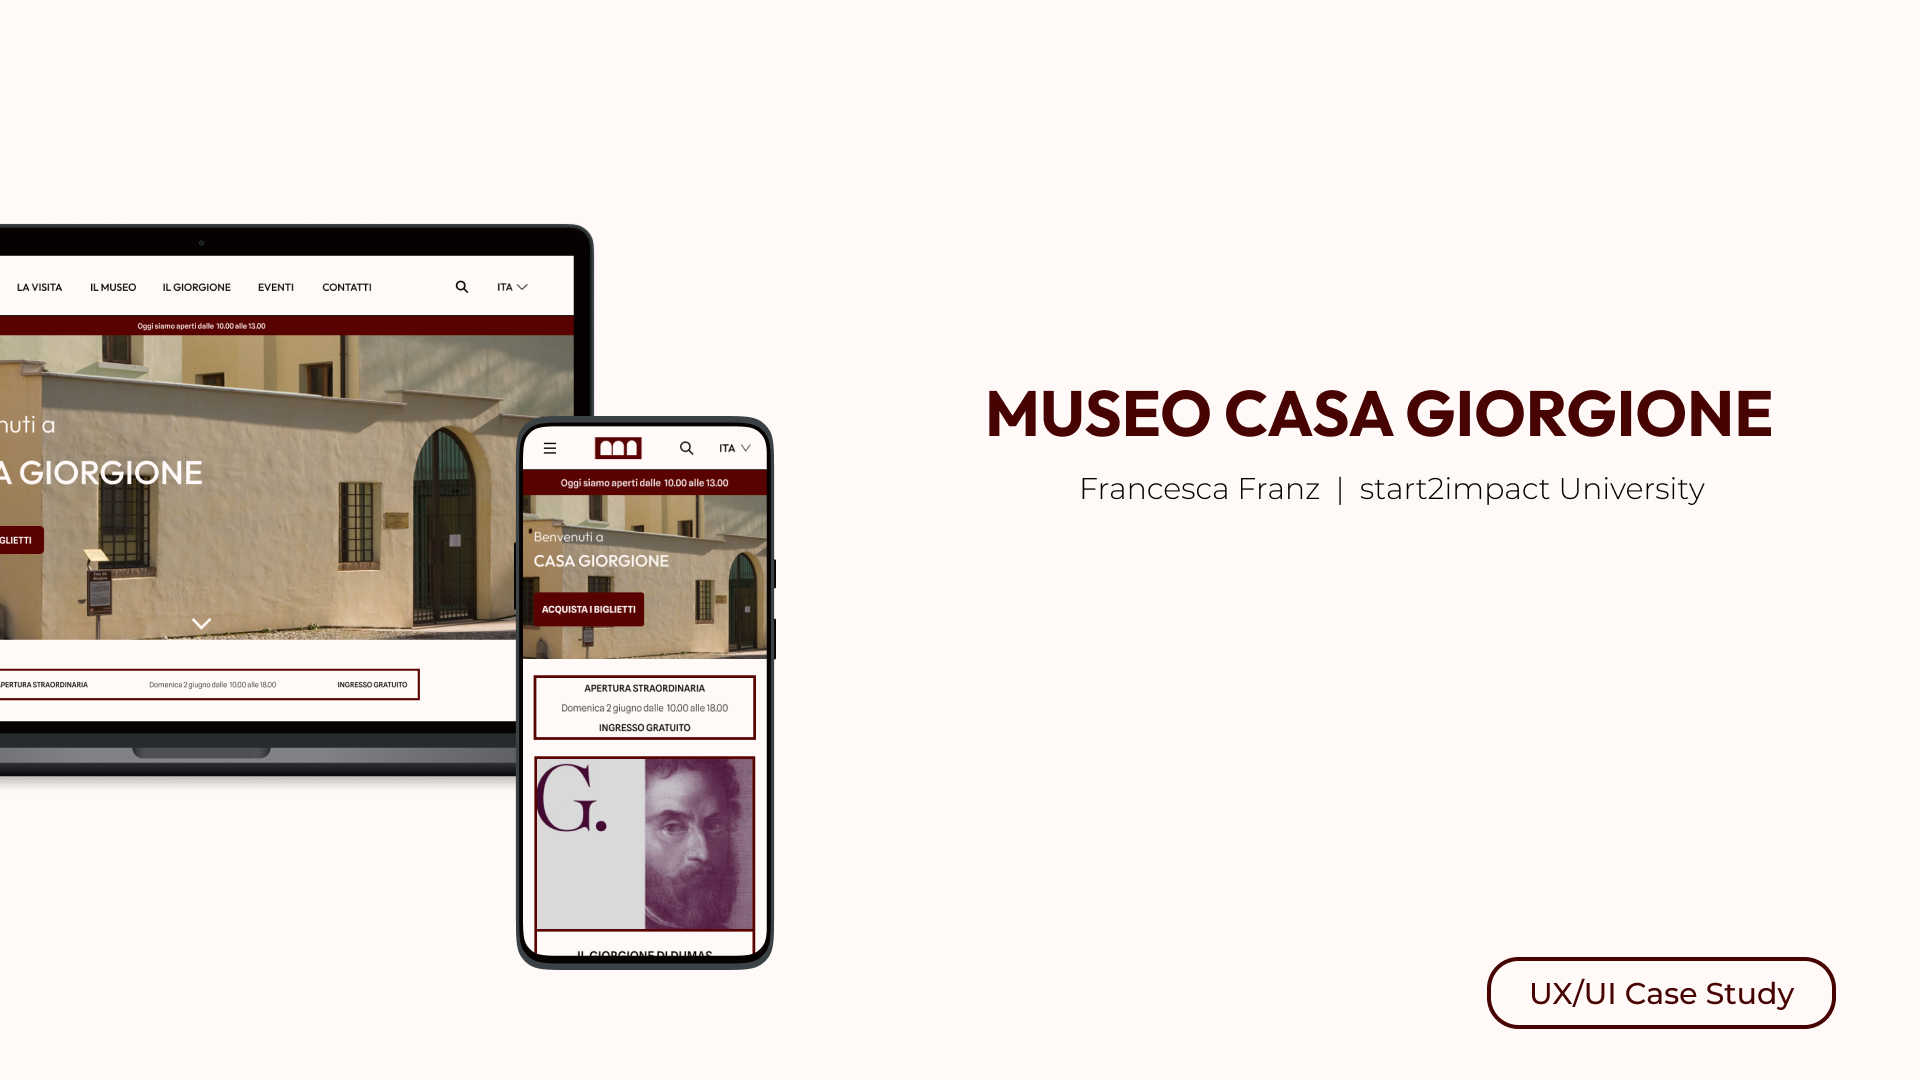 LA VISITA IL MUSEO IL GIORGIONE EVENTI CONTATTI ITA
Oggi siamo aperti dalle 10.00 alle 13.00
nuti a
A GIORGIONE
GLIETTI
APERTURA STRAORDINARIA Domenica 2 giugno dalle 10.00 alle 18.00 INGRESSO GRATUITO
ITA
Oggi siamo aperti dalle 10.00 alle 13.00
Benvenuti a
CASA GIORGIONE
ACQUISTA I BIGLIETTI
APERTURA STRAORDINARIA
Domenica 2 giugno dalle 10.00 alle 18.00
INGRESSO GRATUITO
G.
IL GIORGIONE DI DUMAS
MUSEO CASA GIORGIONE
Francesca Franz | start2impact University
UX/UI Case Study